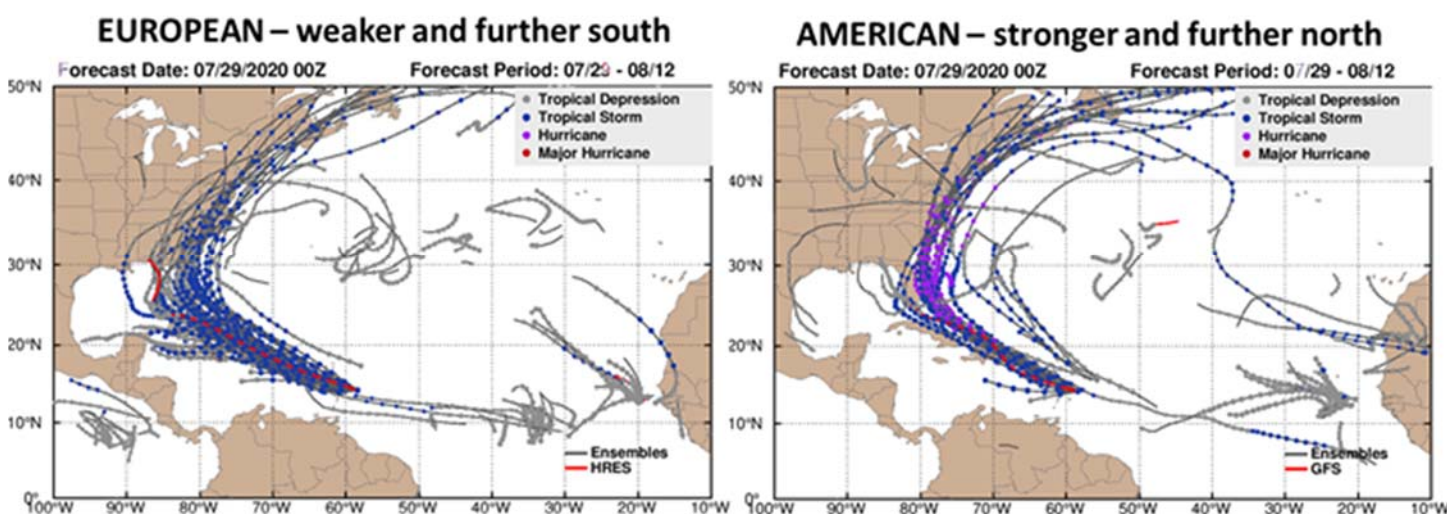 EUROPEAN – weaker and further south
Forecast Date: 07/29/2020 00Z Forecast Period: 07/29 - 08/12
50°N
40°N
30°N
20°N
10°N
0°
100°W 90°W 80°W 70°W 60°W 50°W 40°W 30°W 20°W 10°W
Tropical Depression
Tropical Storm
Hurricane
Major Hurricane
Ensembles
HRES
AMERICAN – stronger and further north
Forecast Date: 07/29/2020 00Z Forecast Period: 07/29 - 08/12
50°N
40°N
30°N
20°N
10°N
0°
100°W 90°W 80°W 70°W 60°W 50°W 40°W 30°W 20°W 10°W
Tropical Depression
Tropical Storm
Hurricane
Major Hurricane
Ensembles
GFS